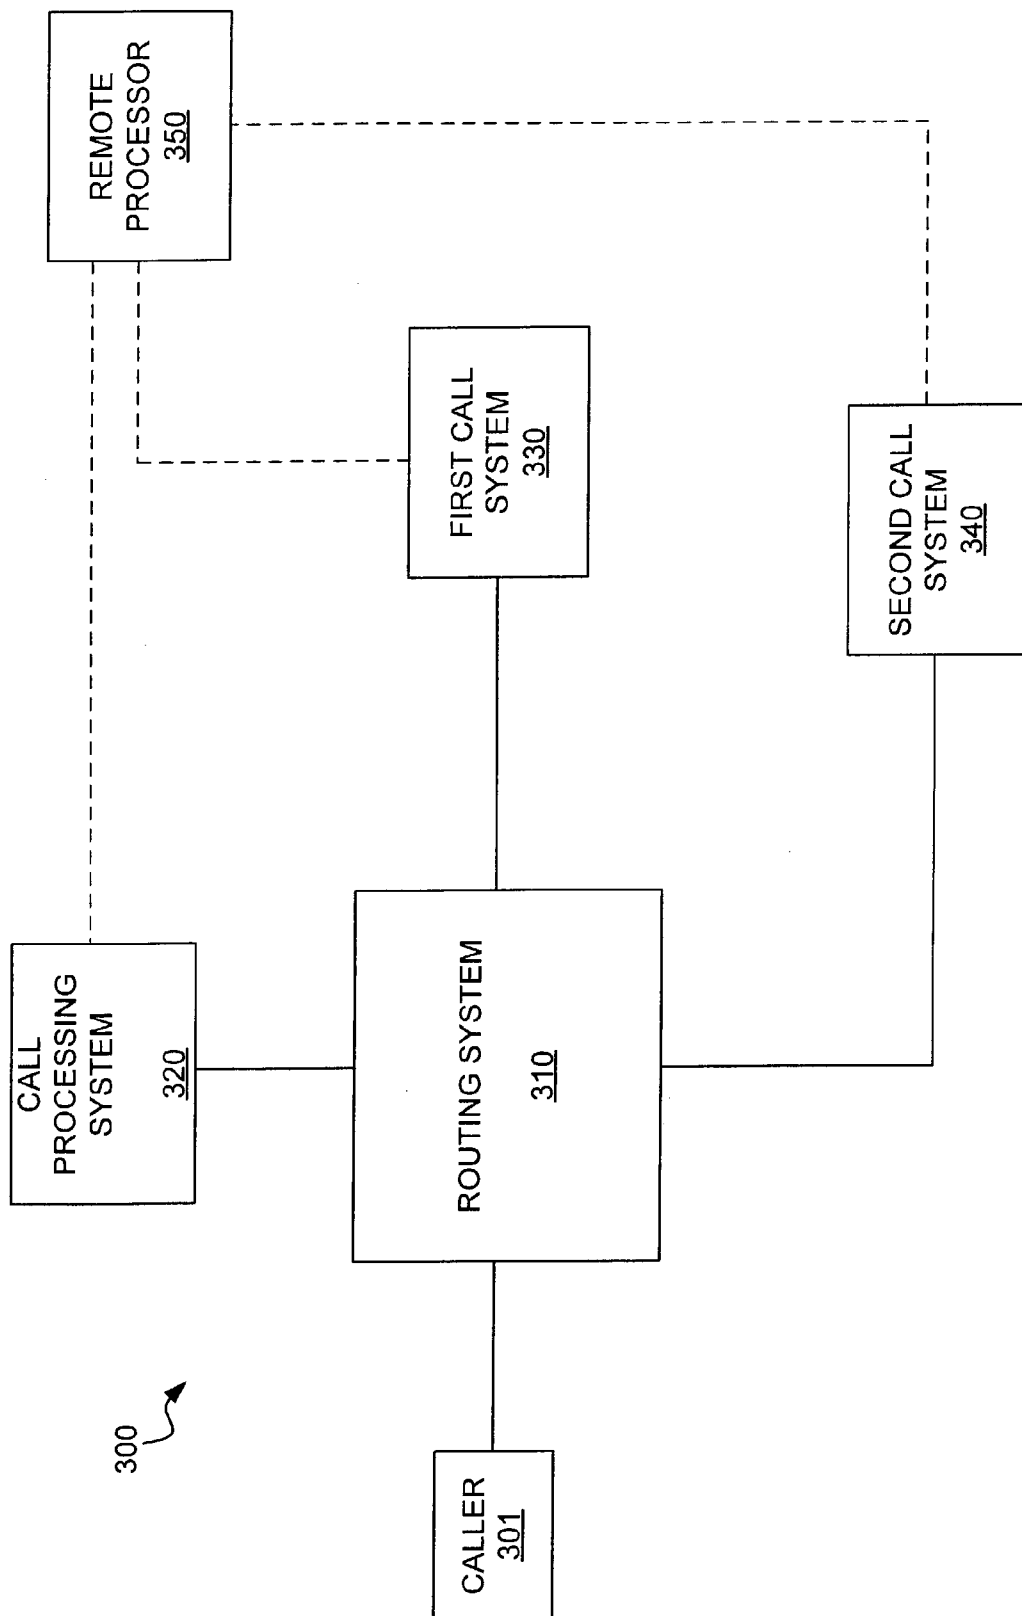 300
CALL
PROCESSING
SYSTEM
320
REMOTE
PROCESSOR
350
CALLER
301
ROUTING SYSTEM
310
FIRST CALL
SYSTEM
330
SECOND CALL
SYSTEM
340